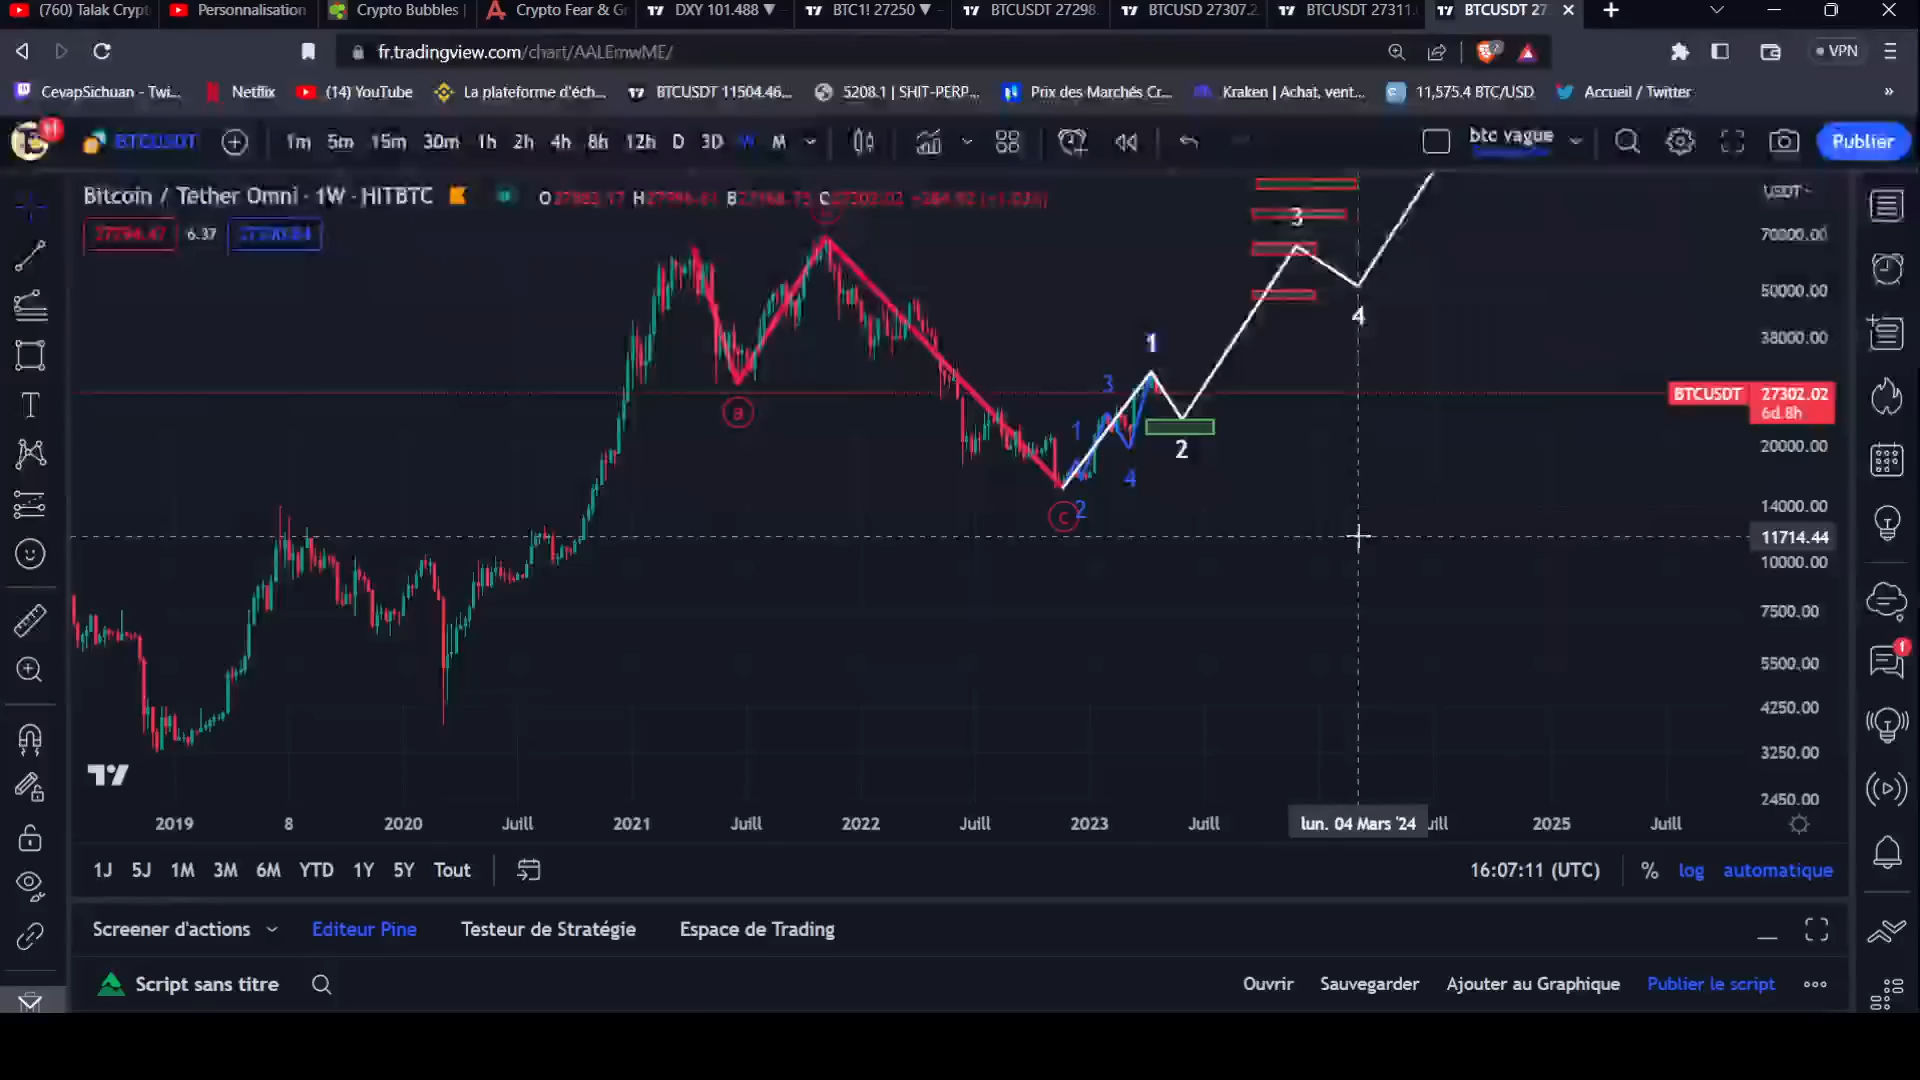 (760) Talak Crypt
Personnalisation
Crypto Bubbles |
Crypto Fear & Gr
DXY 101.488 ▼
BTC1! 27250 ▼
BTCUSDT 27298.
BTCUSD 27307.2
BTCUSDT 27311.
BTCUSDT 27
fr.tradingview.com/chart/AALEmwME/
VPN
CevapSichuan - Twi...
Netflix
(14) YouTube
La plateforme d'éch...
BTCUSDT 11504.46...
5208.1 | SHIT-PERP...
Prix des Marchés Cr...
Kraken | Achat, vent...
11,575.4 BTC/USD
Accueil / Twitter
»
BTCUSDT
1m 5m 15m 30m 1h 2h 4h 8h 12h D 3D W M
btc vague
Publier
Bitcoin / Tether Omni · 1W · HITBTC
6.37
USDT
70000.00
50000.00
38000.00
BTCUSDT 27302.02
6d.8h
20000.00
14000.00
11714.44
10000.00
7500.00
5500.00
4250.00
3250.00
2450.00
3
4
1
2
3
1
4
2
a
c
2019 8 2020 Juill 2021 Juill 2022 Juill 2023 Juill lun. 04 Mars '24 uill 2025 Juill
1J 5J 1M 3M 6M YTD 1Y 5Y Tout
16:07:11 (UTC) % log automatique
Screener d'actions Editeur Pine Testeur de Stratégie Espace de Trading
Script sans titre
Ouvrir Sauvegarder Ajouter au Graphique Publier le script
1